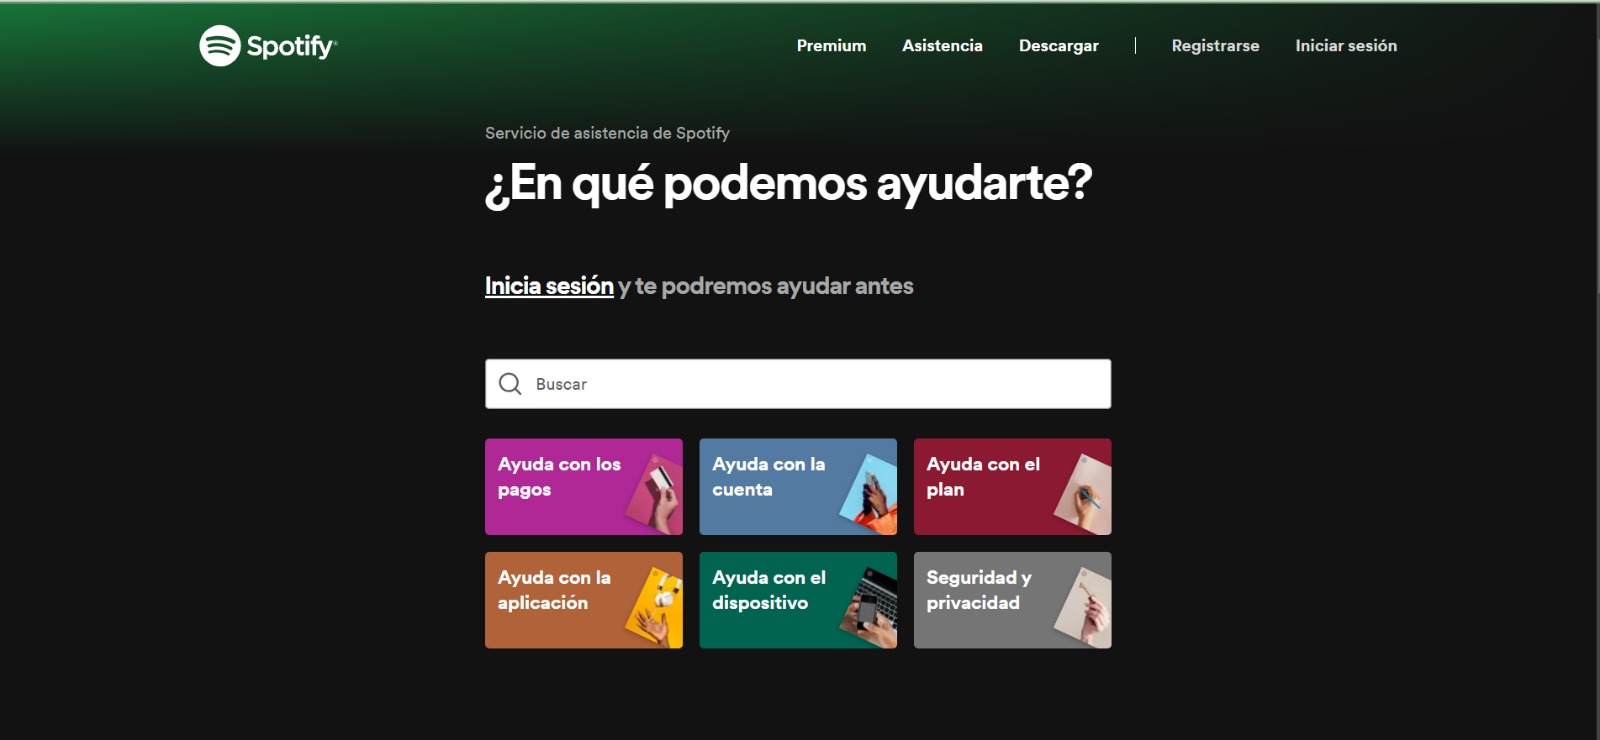 Spotify®
Premium Asistencia Descargar Registrarse Iniciar sesión
Servicio de asistencia de Spotify
¿En qué podemos ayudarte?
Inicia sesión y te podremos ayudar antes
Buscar
Ayuda con los
pagos
Ayuda con la
cuenta
Ayuda con el
plan
Ayuda con la
aplicación
Ayuda con el
dispositivo
Seguridad y
privacidad